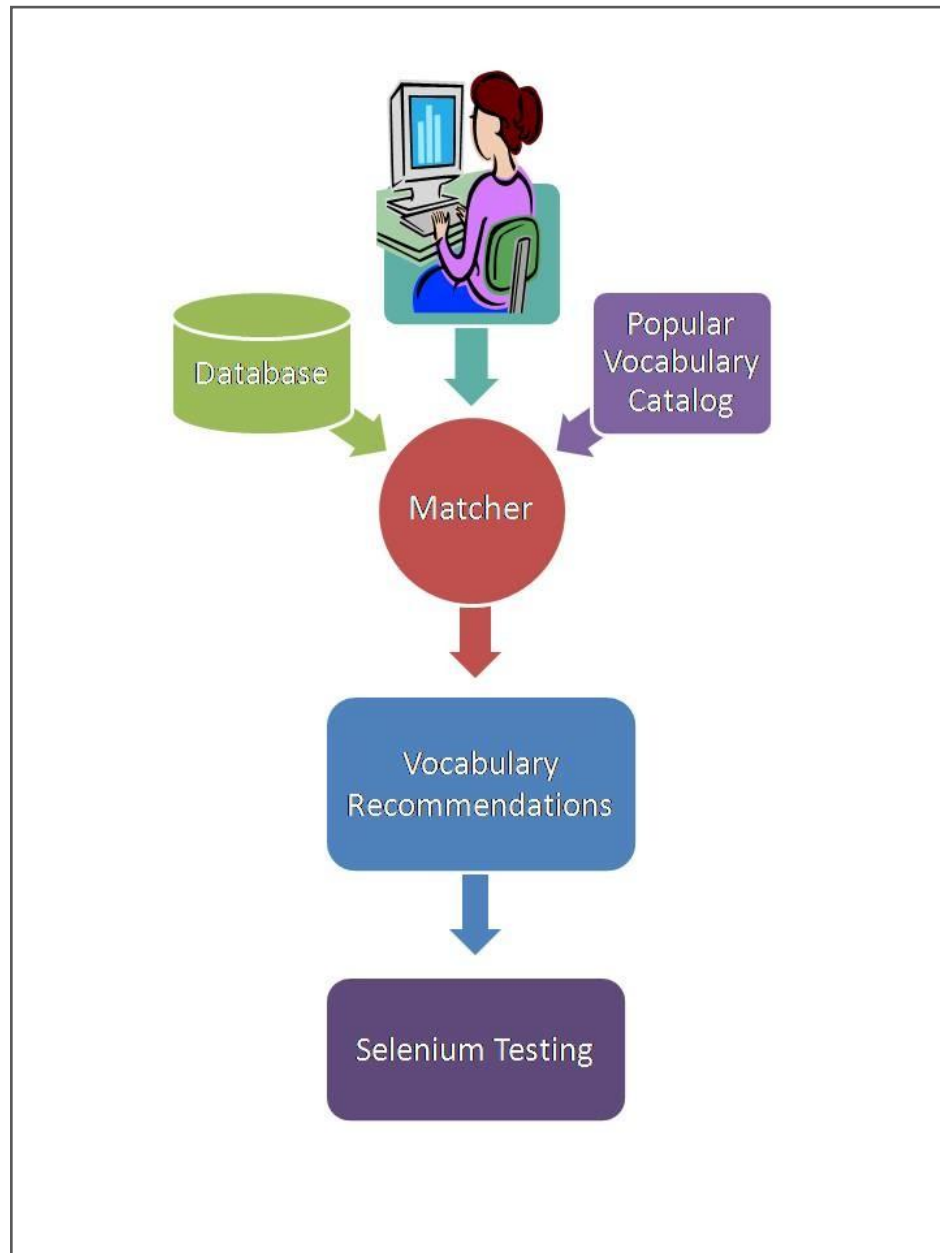 Database
Popular
Vocabulary
Catalog
Matcher
Vocabulary
Recommendations
Selenium Testing